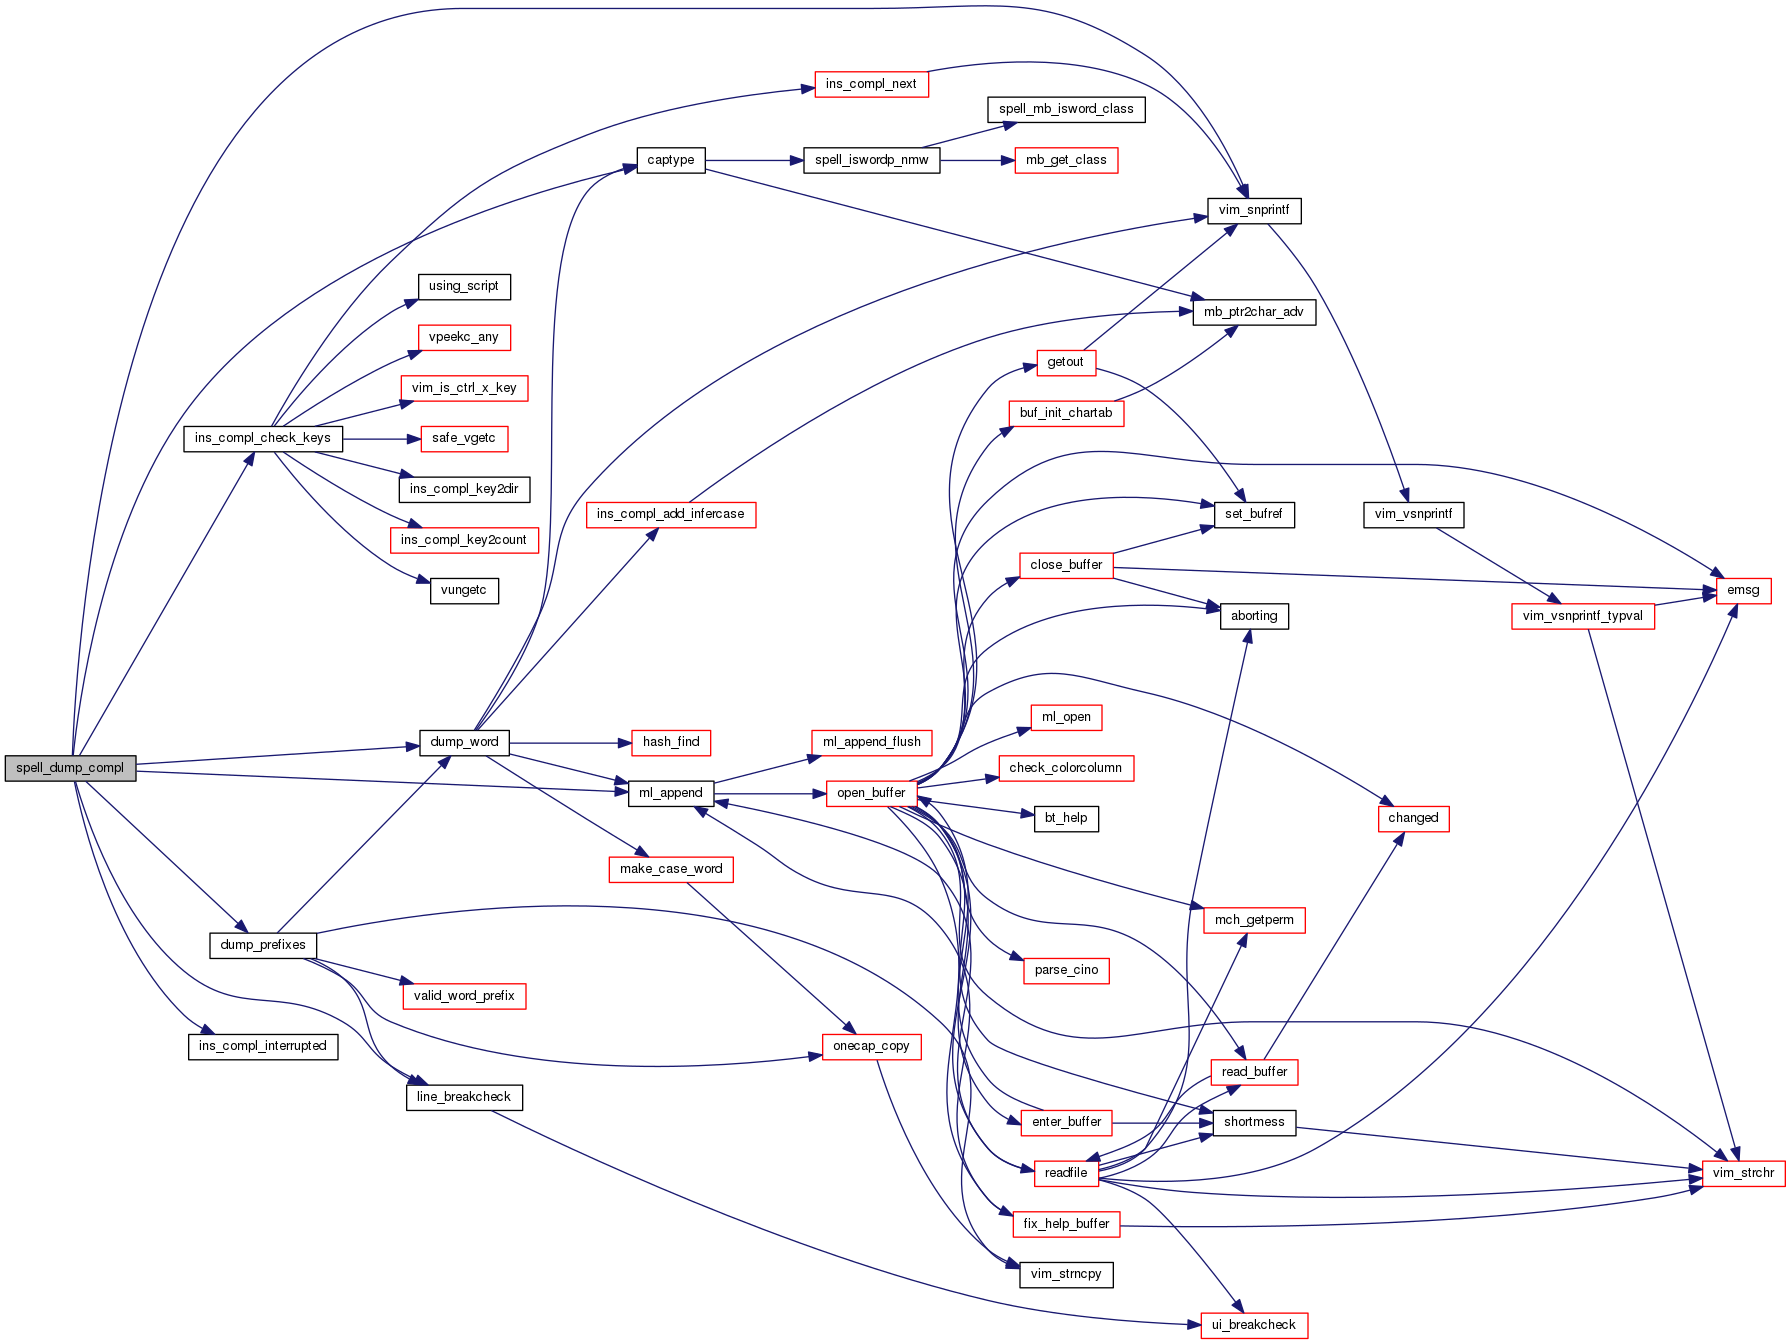 ins_compl_next
spell_mb_isword_class
captype
spell_iswordp_nmw
mb_get_class
vim_snprintf
using_script
mb_ptr2char_adv
vpeekc_any
getout
vim_is_ctrl_x_key
buf_init_chartab
ins_compl_check_keys
safe_vgetc
ins_compl_key2dir
ins_compl_add_infercase
set_bufref
vim_vsnprintf
ins_compl_key2count
close_buffer
vungetc
emsg
aborting
vim_vsnprintf_typval
ml_open
dump_word
hash_find
ml_append_flush
spell_dump_compl
check_colorcolumn
ml_append
open_buffer
bt_help
changed
make_case_word
mch_getperm
dump_prefixes
parse_cino
valid_word_prefix
ins_compl_interrupted
onecap_copy
read_buffer
line_breakcheck
enter_buffer
shortmess
readfile
vim_strchr
fix_help_buffer
vim_strncpy
ui_breakcheck